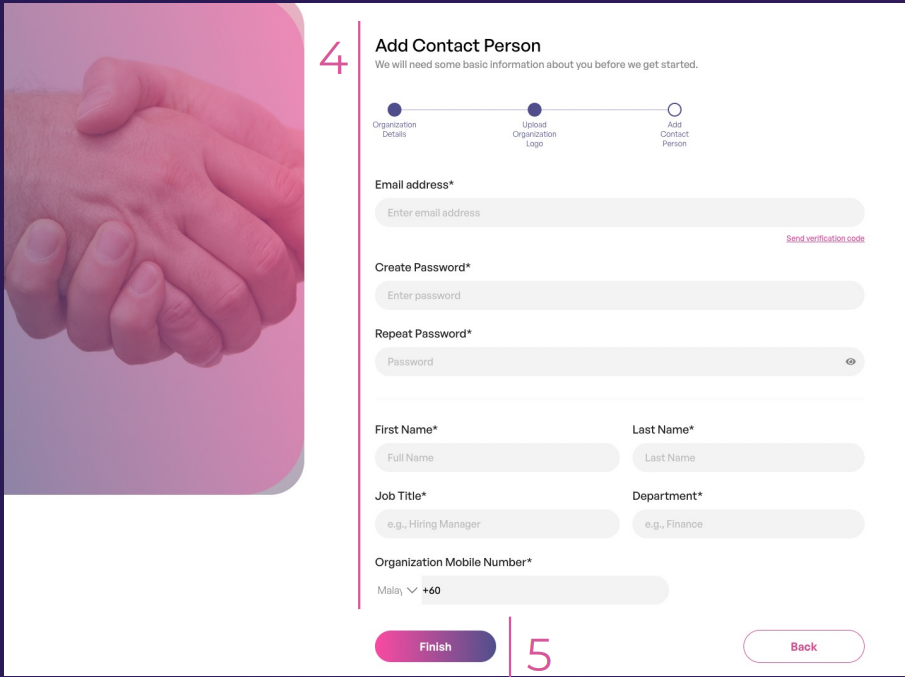 4
Add Contact Person
We will need some basic information about you before we get started.
Organization
Details
Upload
Organization
Logo
Add
Contact
Person
Email address*
Enter email address
Send verification code
Create Password*
Enter password
Repeat Password*
Password
First Name*
Last Name*
Full Name
Last Name
Job Title*
Department*
e.g., Hiring Manager
e.g., Finance
Organization Mobile Number*
Malay +60
Finish
5
Back